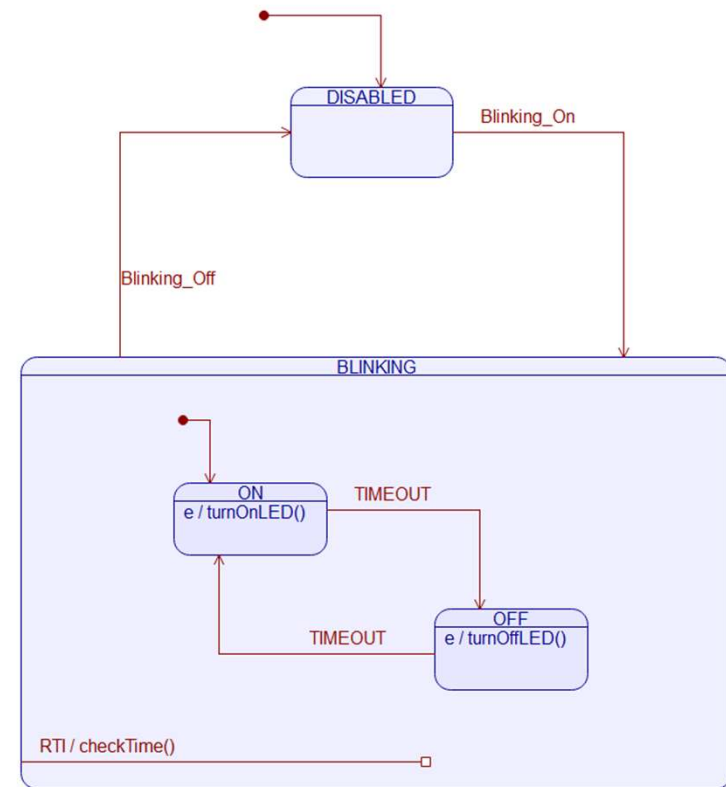 DISABLED
Blinking_On
Blinking_Off
BLINKING
ON
e / turnOnLED()
TIMEOUT
OFF
e / turnOffLED()
TIMEOUT
RTI / checkTime()